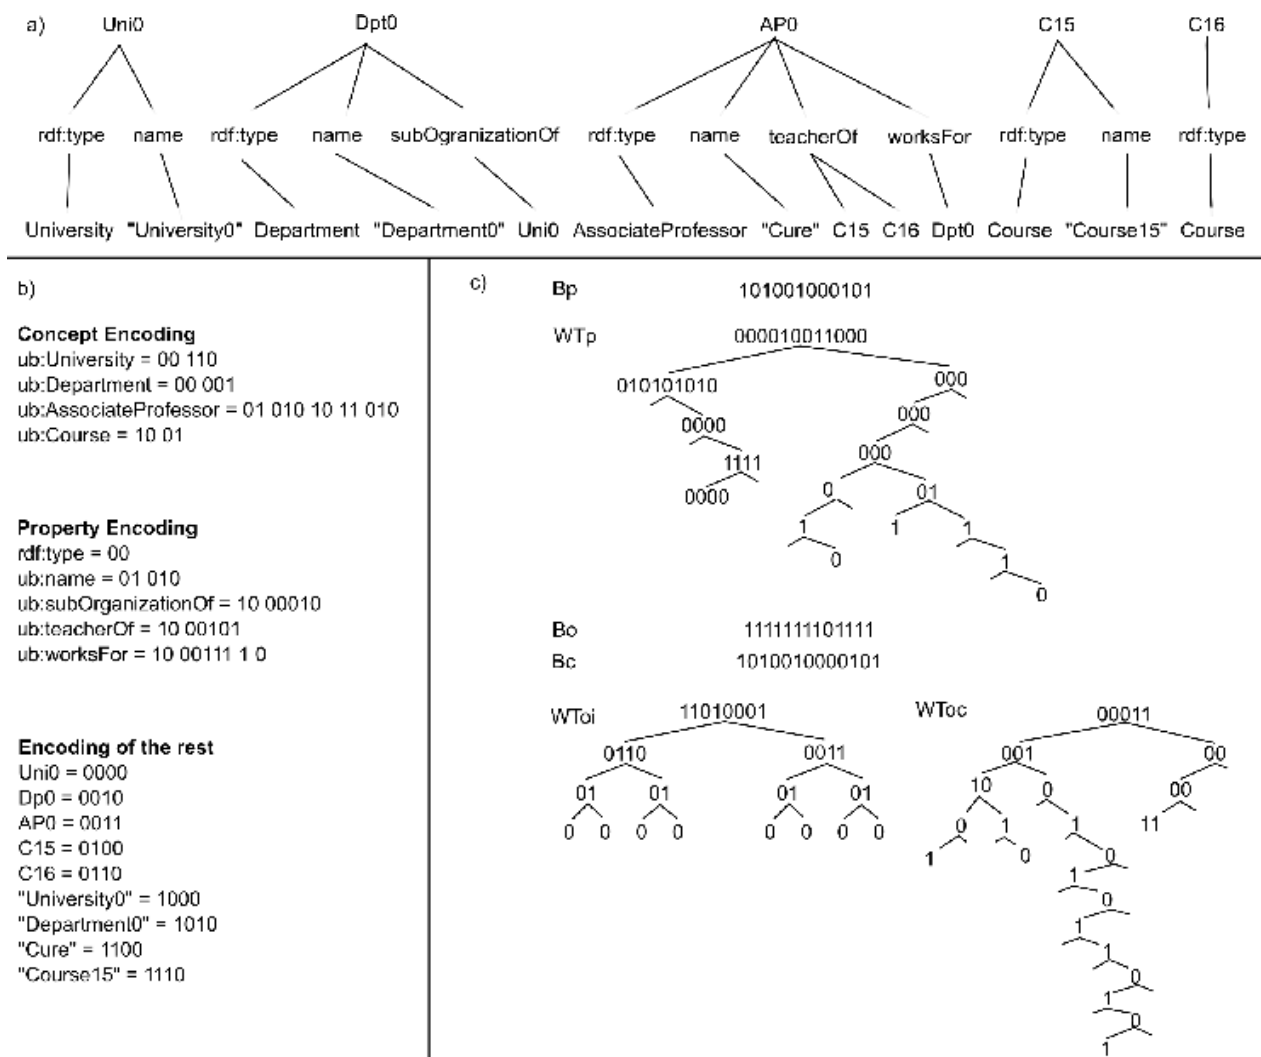 a) Uni0 Dpt0 AP0 C15 C16
rdf:type name rdf:type name subOgranizationOf rdf:type name teacherOf worksFor rdf:type name rdf:type
University "University0" Department "Department0" Uni0 AssociateProfessor "Cure" C15 C16 Dpt0 Course "Course15" Course
b)
Concept Encoding
ub:University = 00 110
ub:Department = 00 001
ub:AssociateProfessor = 01 010 10 11 010
ub:Course = 10 01
Property Encoding
rdf:type = 00
ub:name = 01 010
ub:subOrganizationOf = 10 00010
ub:teacherOf = 10 00101
ub:worksFor = 10 00111 1 0
Encoding of the rest
Uni0 = 0000
Dp0 = 0010
AP0 = 0011
C15 = 0100
C16 = 0110
"University0" = 1000
"Department0" = 1010
"Cure" = 1100
"Course15" = 1110
c) Bp 101001000101
WTp 000010011000
010101010 000
0000 000
1111 000
0000 0 01
1 1 1
0 1
0
Bo 1111111101111
Bc 1010010000101
WToi 11010001
0110 0011
01 01 01 01
0 0 0 0 0 0 0 0
WToc 00011
001 00
10 0 00
0 1 1 11
1 0 0
1
0
1
1
0
1
0
1